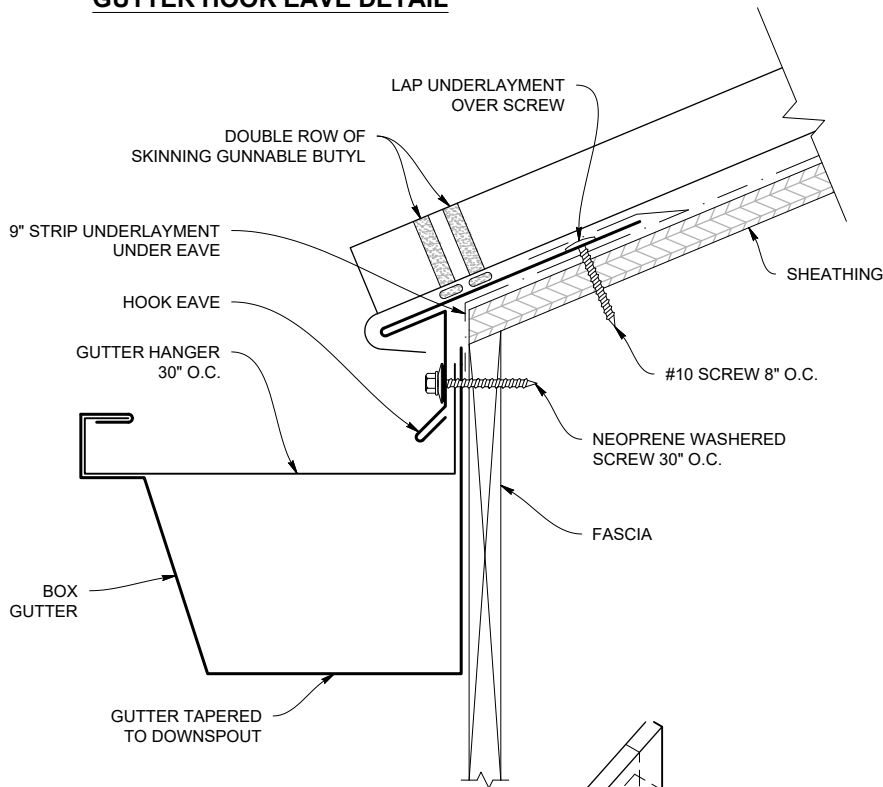 GUTTER HOOK EAVE DETAIL
LAP UNDERLAYMENT
OVER SCREW
DOUBLE ROW OF
SKINNING GUNNABLE BUTYL
9" STRIP UNDERLAYMENT
UNDER EAVE
SHEATHING
HOOK EAVE
GUTTER HANGER
30" O.C.
#10 SCREW 8" O.C.
NEOPRENE WASHERED
SCREW 30" O.C.
FASCIA
BOX
GUTTER
GUTTER TAPERED
TO DOWNSPOUT